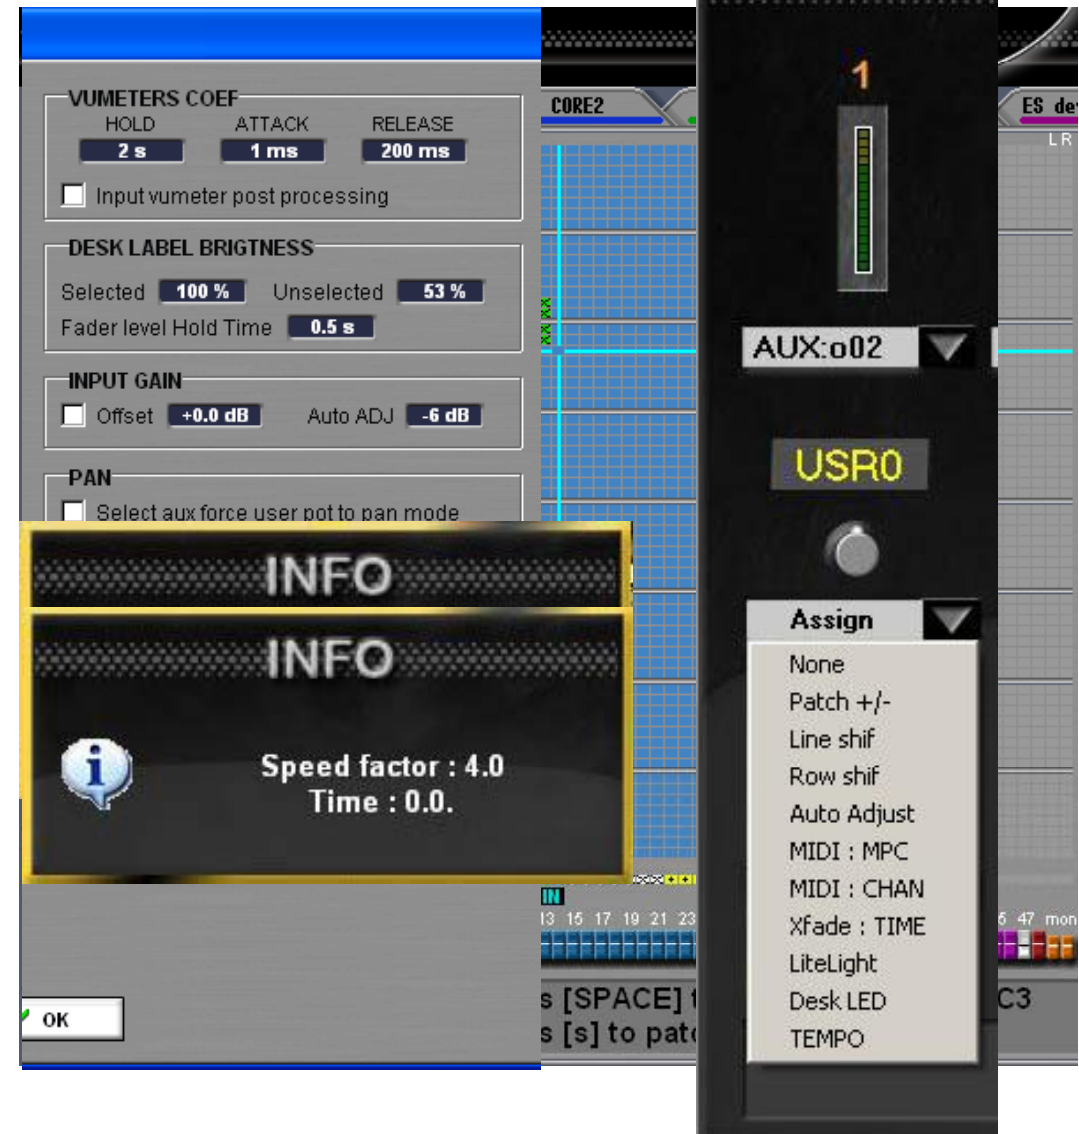 VUMETERS COEF
HOLD ATTACK RELEASE
2 s 1 ms 200 ms
Input vumeter post processing
DESK LABEL BRIGTNESS
Selected 100 % Unselected 53 %
Fader level Hold Time 0.5 s
INPUT GAIN
Offset +0.0 dB Auto ADJ -6 dB
PAN
Select aux force user pot to pan mode
INFO
INFO
Speed factor : 4.0
Time : 0.0.
OK
CORE2
IN
13 15 17 19 21 23
s [SPACE] t
s [s] to pat
1
AUX:o02
USR0
Assign
None
Patch +/-
Line shif
Row shif
Auto Adjust
MIDI : MPC
MIDI : CHAN
Xfade : TIME
LiteLight
Desk LED
TEMPO
ES de
L R
47 mon
C3